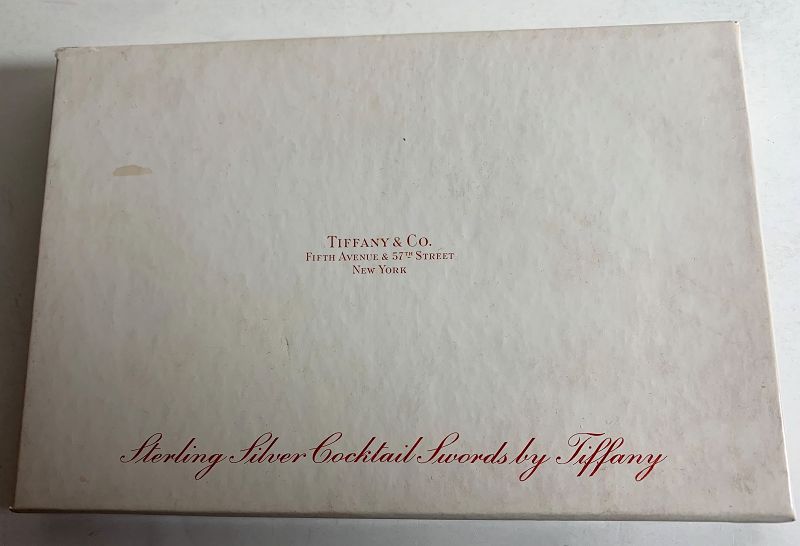 TIFFANY & CO.
FIFTH AVENUE & 57TH STREET
NEW YORK
Sterling Silver Cocktail Swords by Tiffany